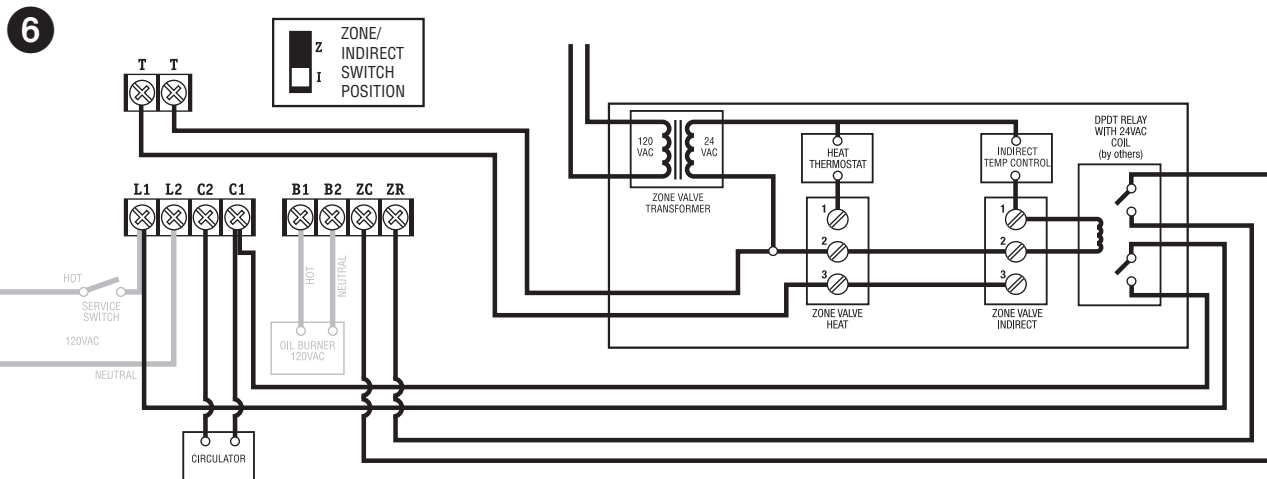 6
Z
I
ZONE/
INDIRECT
SWITCH
POSITION
T T
L1 L2 C2 C1
B1 B2 ZC ZR
HOT
SERVICE
SWITCH
120VAC
NEUTRAL
HOT
NEUTRAL
OIL BURNER
120VAC
CIRCULATOR
120
VAC
24
VAC
ZONE VALVE
TRANSFORMER
HEAT
THERMOSTAT
1
2
3
ZONE VALVE
HEAT
INDIRECT
TEMP CONTROL
1
2
3
ZONE VALVE
INDIRECT
DPDT RELAY
WITH 24VAC
COIL
(by others)